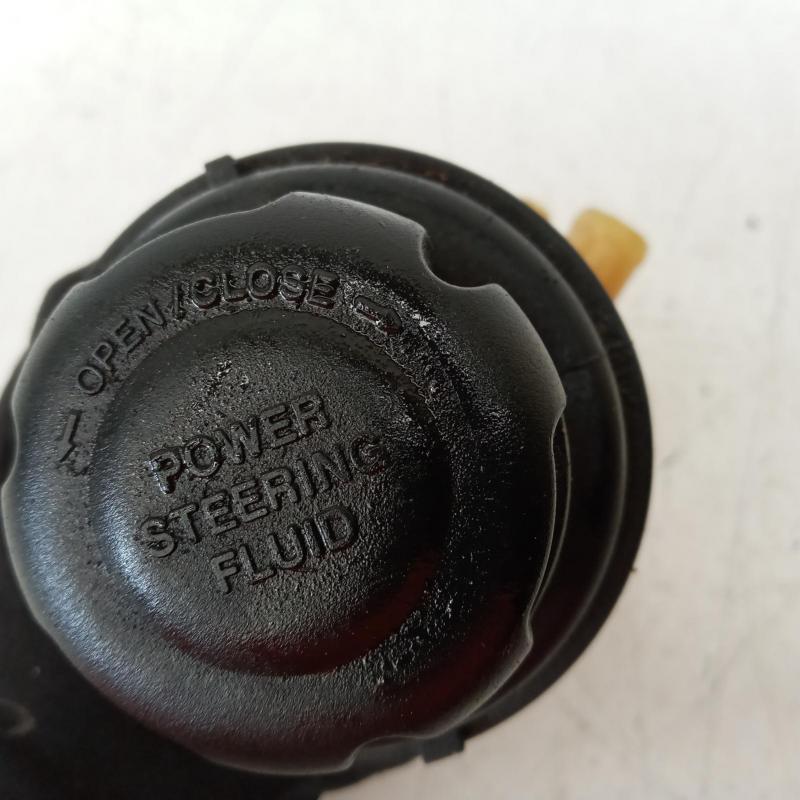 OPEN/CLOSE
POWER
STEERING
FLUID